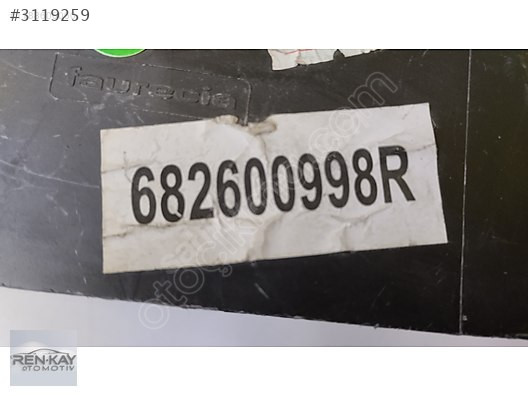 #3119259
faurecia
682600998R
REN-KAY
OTOMOTİV